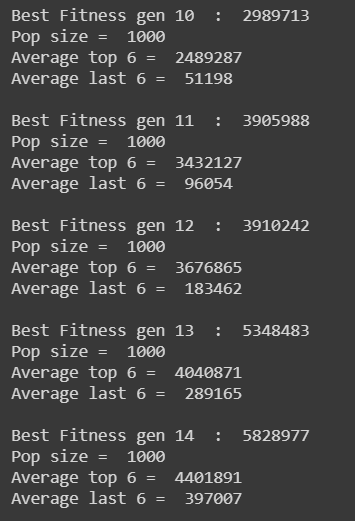 Best Fitness gen 10  :  2989713
Pop size =  1000
Average top 6 =  2489287
Average last 6 =  51198
Best Fitness gen 11  :  3905988
Pop size =  1000
Average top 6 =  3432127
Average last 6 =  96054
Best Fitness gen 12  :  3910242
Pop size =  1000
Average top 6 =  3676865
Average last 6 =  183462
Best Fitness gen 13  :  5348483
Pop size =  1000
Average top 6 =  4040871
Average last 6 =  289165
Best Fitness gen 14  :  5828977
Pop size =  1000
Average top 6 =  4401891
Average last 6 =  397007